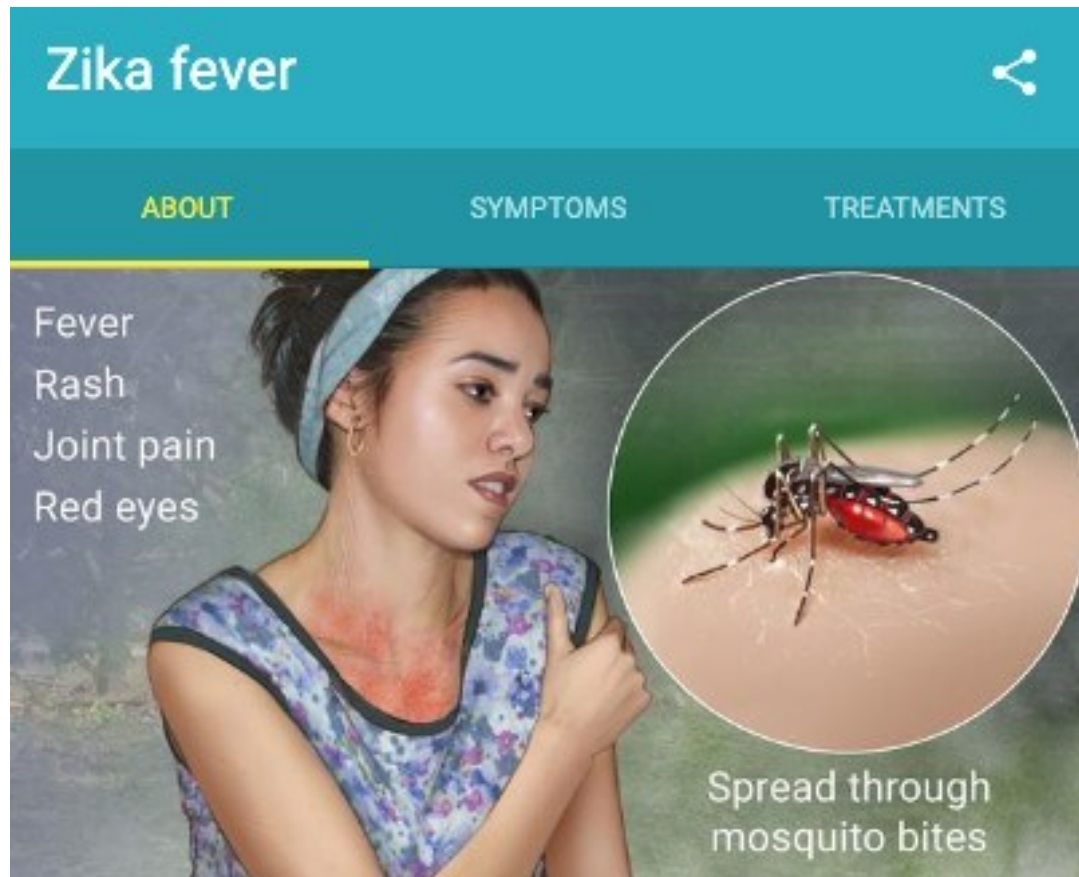 Zika fever
ABOUT
SYMPTOMS
TREATMENTS
Fever
Rash
Joint pain
Red eyes
Spread through
mosquito bites